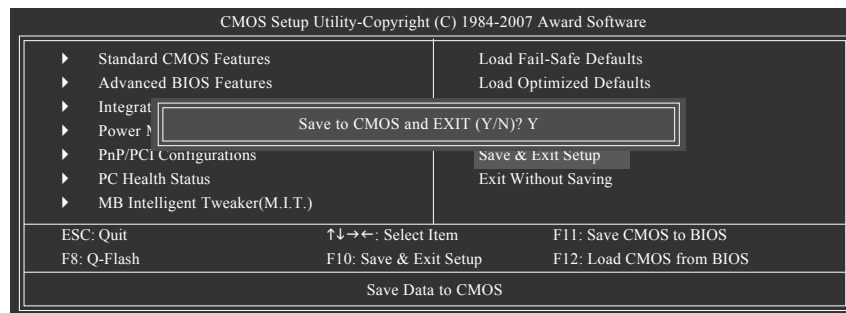 CMOS Setup Utility-Copyright (C) 1984-2007 Award Software
Standard CMOS Features
Advanced BIOS Features
Integrat
Power
PnP/PCI Configurations
PC Health Status
MB Intelligent Tweaker(M.I.T.)
Load Fail-Safe Defaults
Load Optimized Defaults
Save & Exit Setup
Exit Without Saving
Save to CMOS and EXIT (Y/N)? Y
ESC: Quit ↑↓→←: Select Item F11: Save CMOS to BIOS
F8: Q-Flash F10: Save & Exit Setup F12: Load CMOS from BIOS
Save Data to CMOS